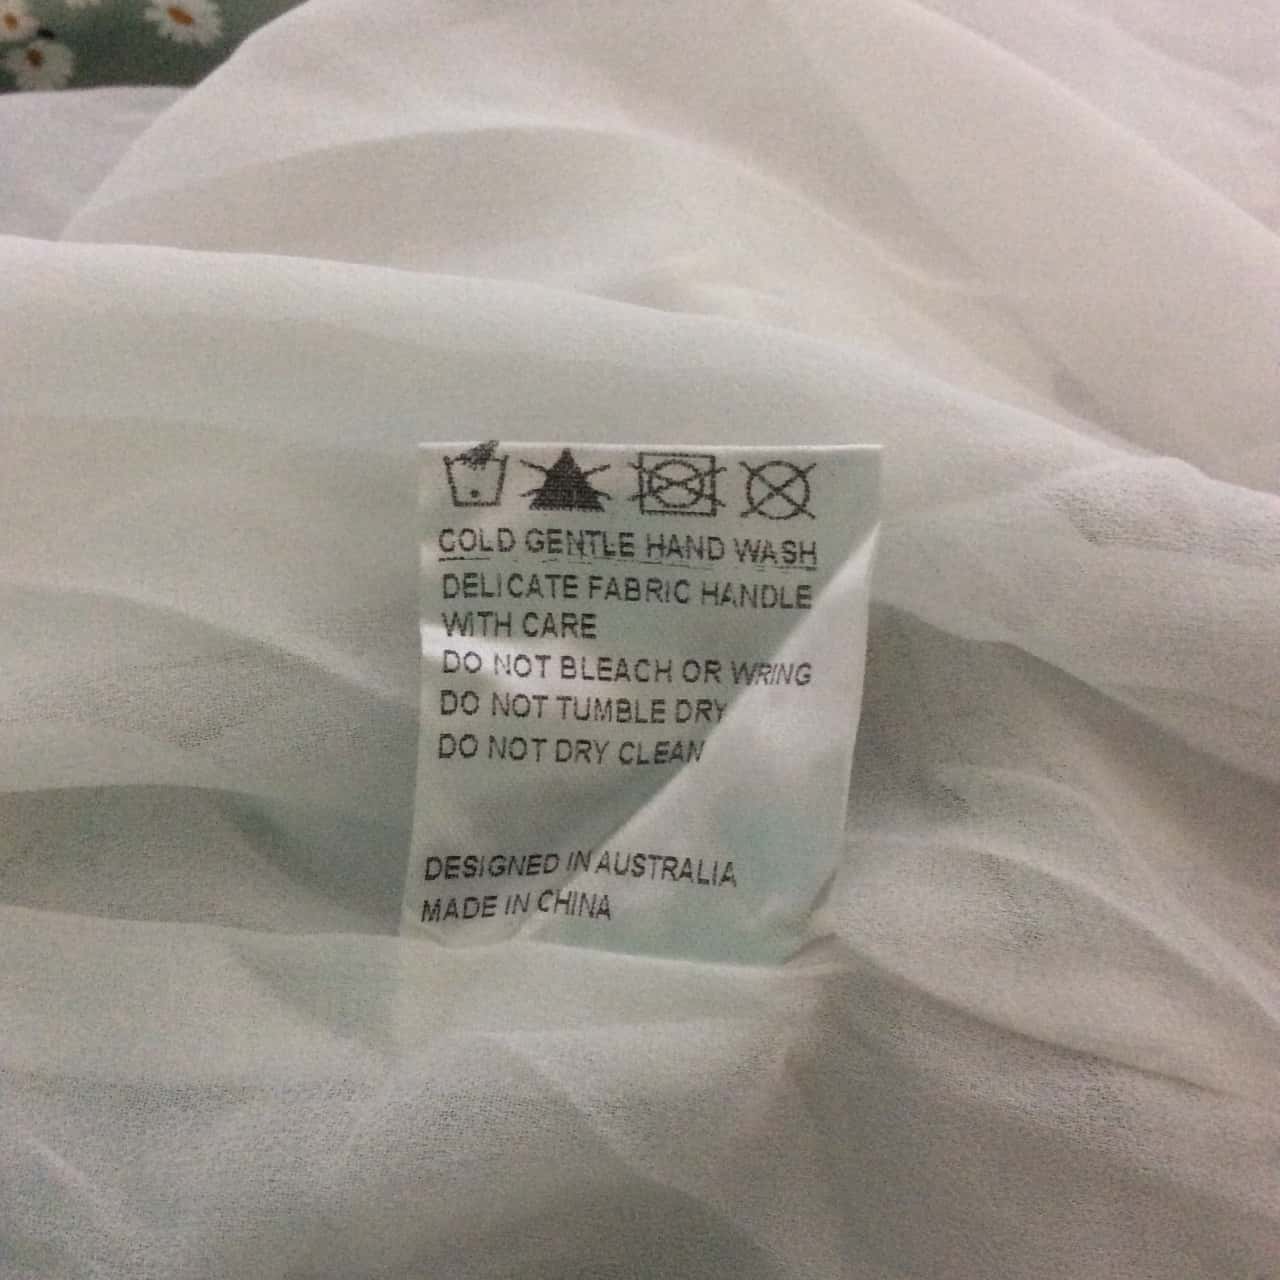 COLD GENTLE HAND WASH
DELICATE FABRIC HANDLE
WITH CARE
DO NOT BLEACH OR WRING
DO NOT TUMBLE DRY
DO NOT DRY CLEAN
DESIGNED IN AUSTRALIA
MADE IN CHINA